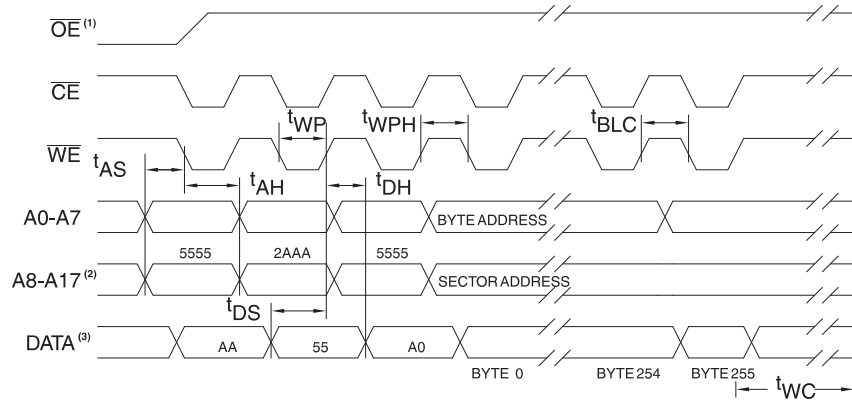 OE (1)
CE
tWP tWPH tBLC
WE
tAS
tAH tDH
A0-A7 BYTE ADDRESS
5555 2AAA 5555
A8-A17 (2) SECTOR ADDRESS
tDS
DATA (3) AA 55 A0
BYTE 0 BYTE 254 BYTE 255
tWC